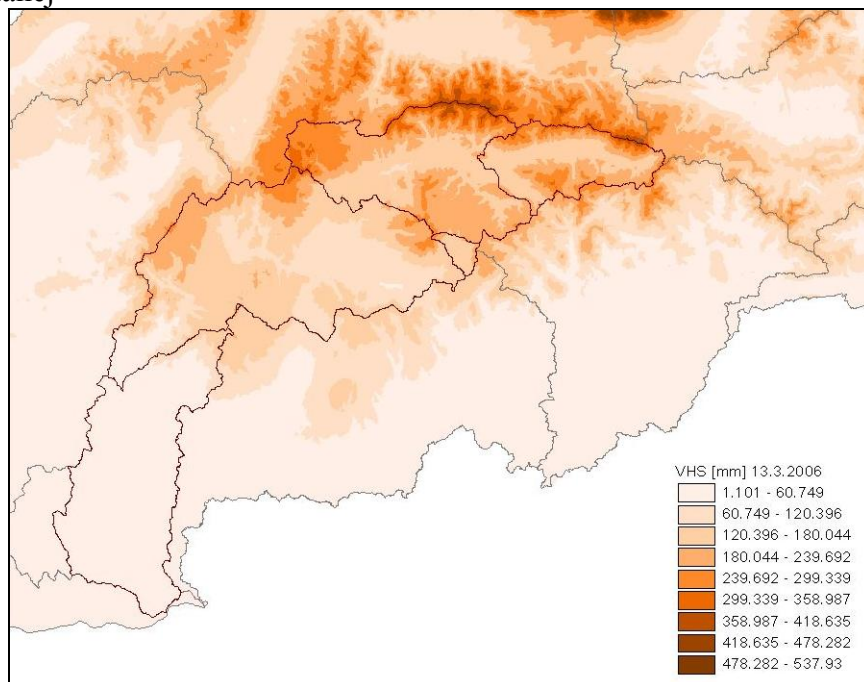 VHS [mm] 13.3.2006
1.101 - 60.749
60.749 - 120.396
120.396 - 180.044
180.044 - 239.692
239.692 - 299.339
299.339 - 358.987
358.987 - 418.635
418.635 - 478.282
478.282 - 537.93